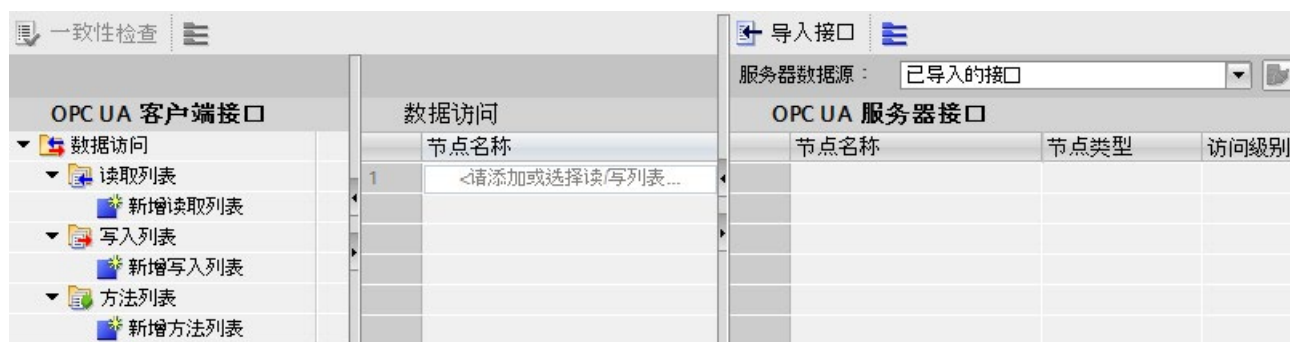 一致性检查
导入接口
服务器数据源： 已导入的接口
OPC UA 客户端接口 数据访问 OPC UA 服务器接口
数据访问 节点名称 节点名称 节点类型 访问级别
读取列表 1 <请添加或选择读/写列表...
新增读取列表
写入列表
新增写入列表
方法列表
新增方法列表